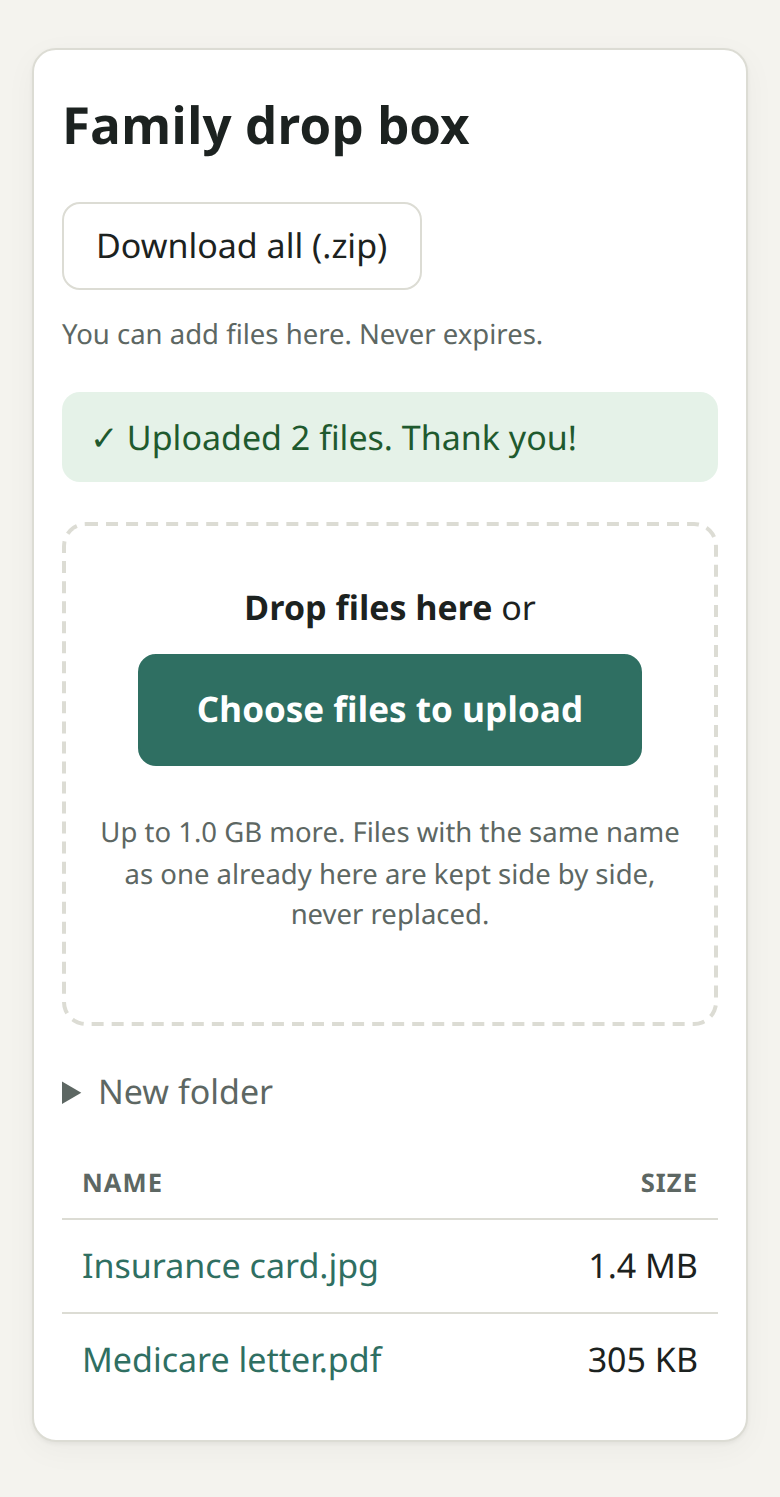 Family drop box
Download all (.zip)
You can add files here. Never expires.
✓ Uploaded 2 files. Thank you!
Drop files here or
Choose files to upload
Up to 1.0 GB more. Files with the same name
as one already here are kept side by side,
never replaced.
▶ New folder
NAME SIZE
Insurance card.jpg 1.4 MB
Medicare letter.pdf 305 KB